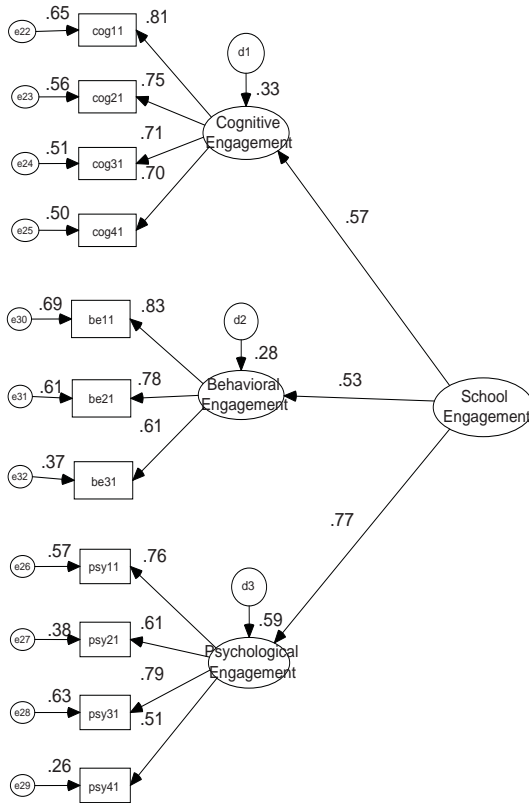 .65
e22
cog11
.81
d1
.33
.56
e23
cog21
.75
Cognitive
Engagement
.51
e24
cog31
.71
.70
.50
e25
cog41
.57
.69
e30
be11
.83
d2
.28
.61
e31
be21
.78
Behavioral
Engagement
.53
School
Engagement
.61
.37
e32
be31
.77
.57
e26
psy11
.76
d3
.59
.38
e27
psy21
.61
Psychological
Engagement
.79
.63
e28
psy31
.51
.26
e29
psy41